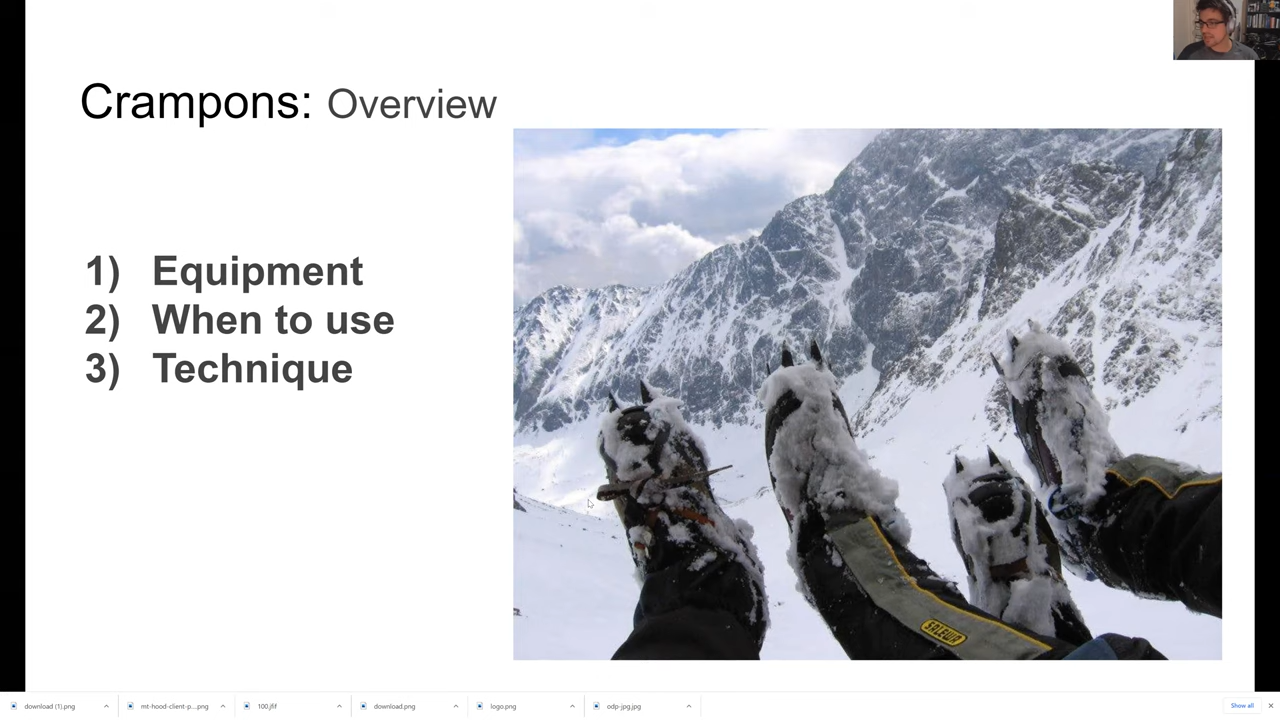 Crampons: Overview
1) Equipment
2) When to use
3) Technique
SALEWA
download (1).png
mt-hood-client-p....png
100.jfif
download.png
logo.png
odp-jpg.jpg
Show all